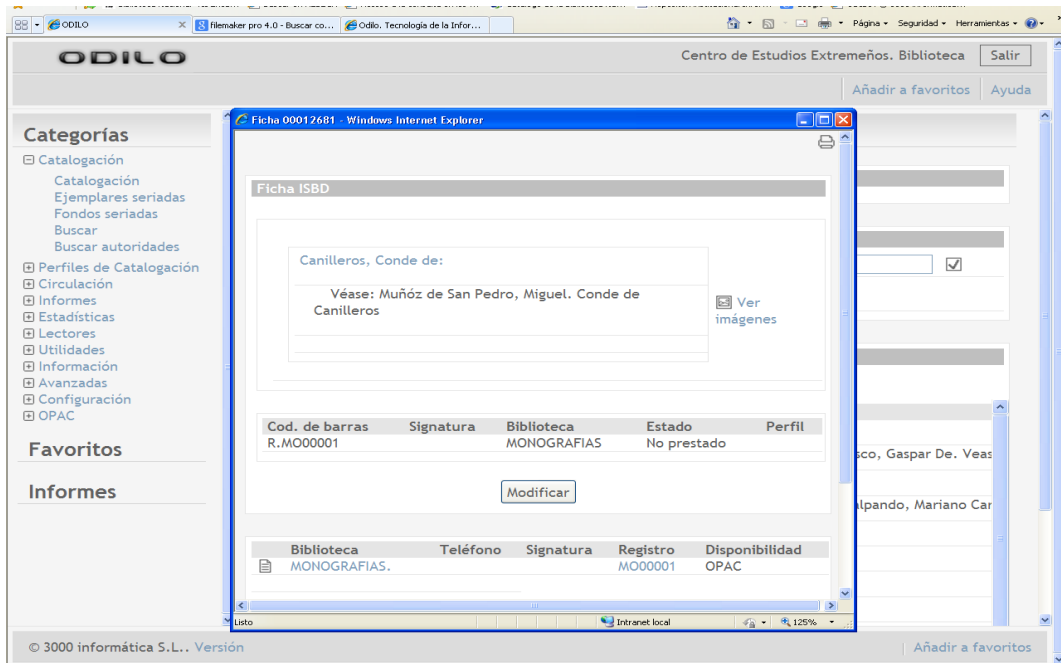 ODILO
filemaker pro 4.0 - Buscar co...
Odilo. Tecnología de la Infor...
Página
Seguridad
Herramientas
ODILO
Centro de Estudios Extremeños. Biblioteca
Salir
Añadir a favoritos
Ayuda
Categorías
Catalogación
Catalogación
Ejemplares seriadas
Fondos seriadas
Buscar
Buscar autoridades
Perfiles de Catalogación
Circulación
Informes
Estadísticas
Lectores
Utilidades
Información
Avanzadas
Configuración
OPAC
Favoritos
Informes
Ficha 00012681 - Windows Internet Explorer
Ficha ISBD
Canilleros, Conde de:
Véase: Muñóz de San Pedro, Miguel. Conde de
Canilleros
Ver
imágenes
Cod. de barras Signatura Biblioteca Estado Perfil
R.MO00001 MONOGRAFIAS No prestado
Modificar
Biblioteca Teléfono Signatura Registro Disponibilidad
MONOGRAFIAS. MO00001 OPAC
Listo
Intranet local
125%
sco, Gaspar De. Veas
alpando, Mariano Car
© 3000 informática S.L.. Versión
Añadir a favoritos